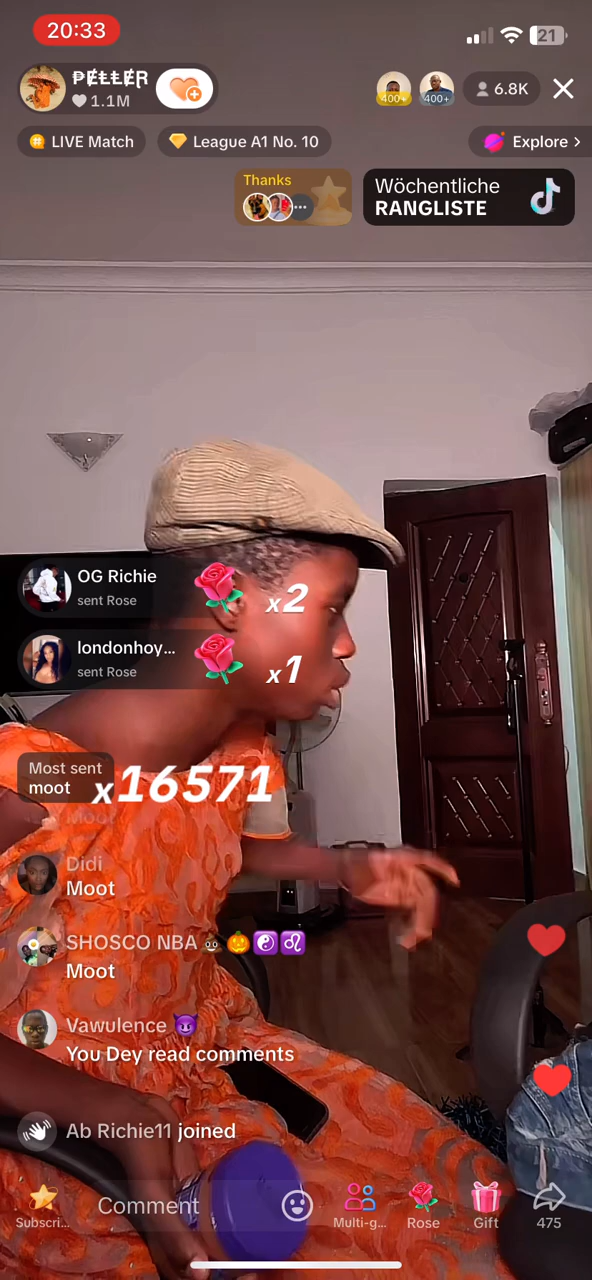 20:33
21
₱ɆⱠⱠɆⱤ
1.1M
400+
400+
6.8K
LIVE Match
League A1 No. 10
Explore >
Thanks
Wöchentliche
RANGLISTE
OG Richie
sent Rose
x2
londonhoy...
sent Rose
x1
Most sent
moot
x16571
Moot
Didi
Moot
SHOSCO NBA 💩🎃☯️♌
Moot
Vawulence 😈
You Dey read comments
Ab Richie11 joined
Comment
Subscri...
Multi-g...
Rose
Gift
475